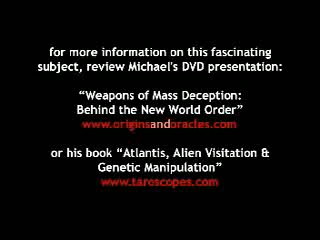 for more information on this fascinating
subject, review Michael's DVD presentation:
“Weapons of Mass Deception:
Behind the New World Order”
www.originsandoracles.com
or his book “Atlantis, Alien Visitation &
Genetic Manipulation”
www.taroscopes.com